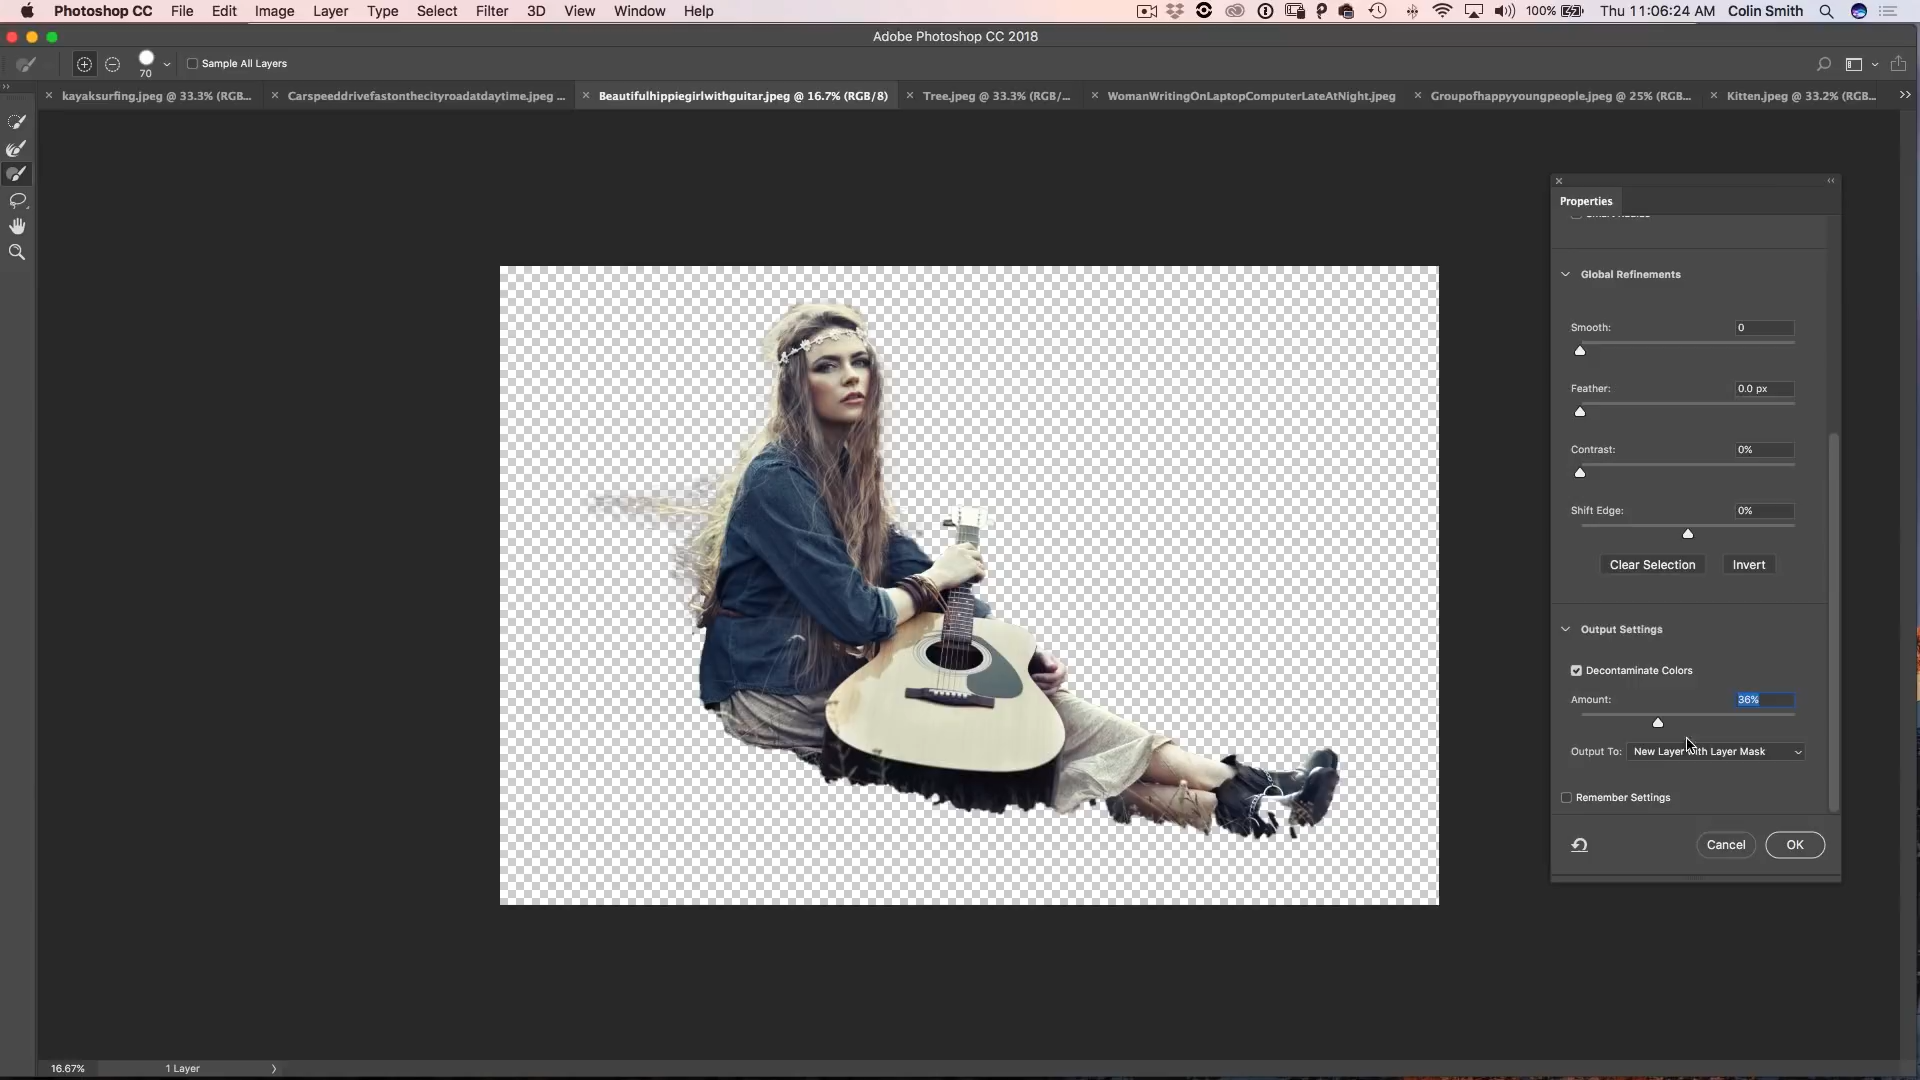 Photoshop CC File Edit Image Layer Type Select Filter 3D View Window Help 100% Thu 11:06:24 AM Colin Smith
Adobe Photoshop CC 2018
70 Sample All Layers
kayaksurfing.jpeg @ 33.3% (RGB... Carspeeddrivefastonthecityroadatdaytime.jpeg ... Beautifulhippiegirlwithguitar.jpeg @ 16.7% (RGB/8) Tree.jpeg @ 33.3% (RGB/... WomanWritingOnLaptopComputerLateAtNight.jpeg Groupofhappyyoungpeople.jpeg @ 25% (RGB... Kitten.jpeg @ 33.2% (RGB...
Properties
Global Refinements
Smooth: 0
Feather: 0.0 px
Contrast: 0%
Shift Edge: 0%
Clear Selection Invert
Output Settings
Decontaminate Colors
Amount: 36%
Output To: New Layer with Layer Mask
Remember Settings
Cancel OK
16.67% 1 Layer